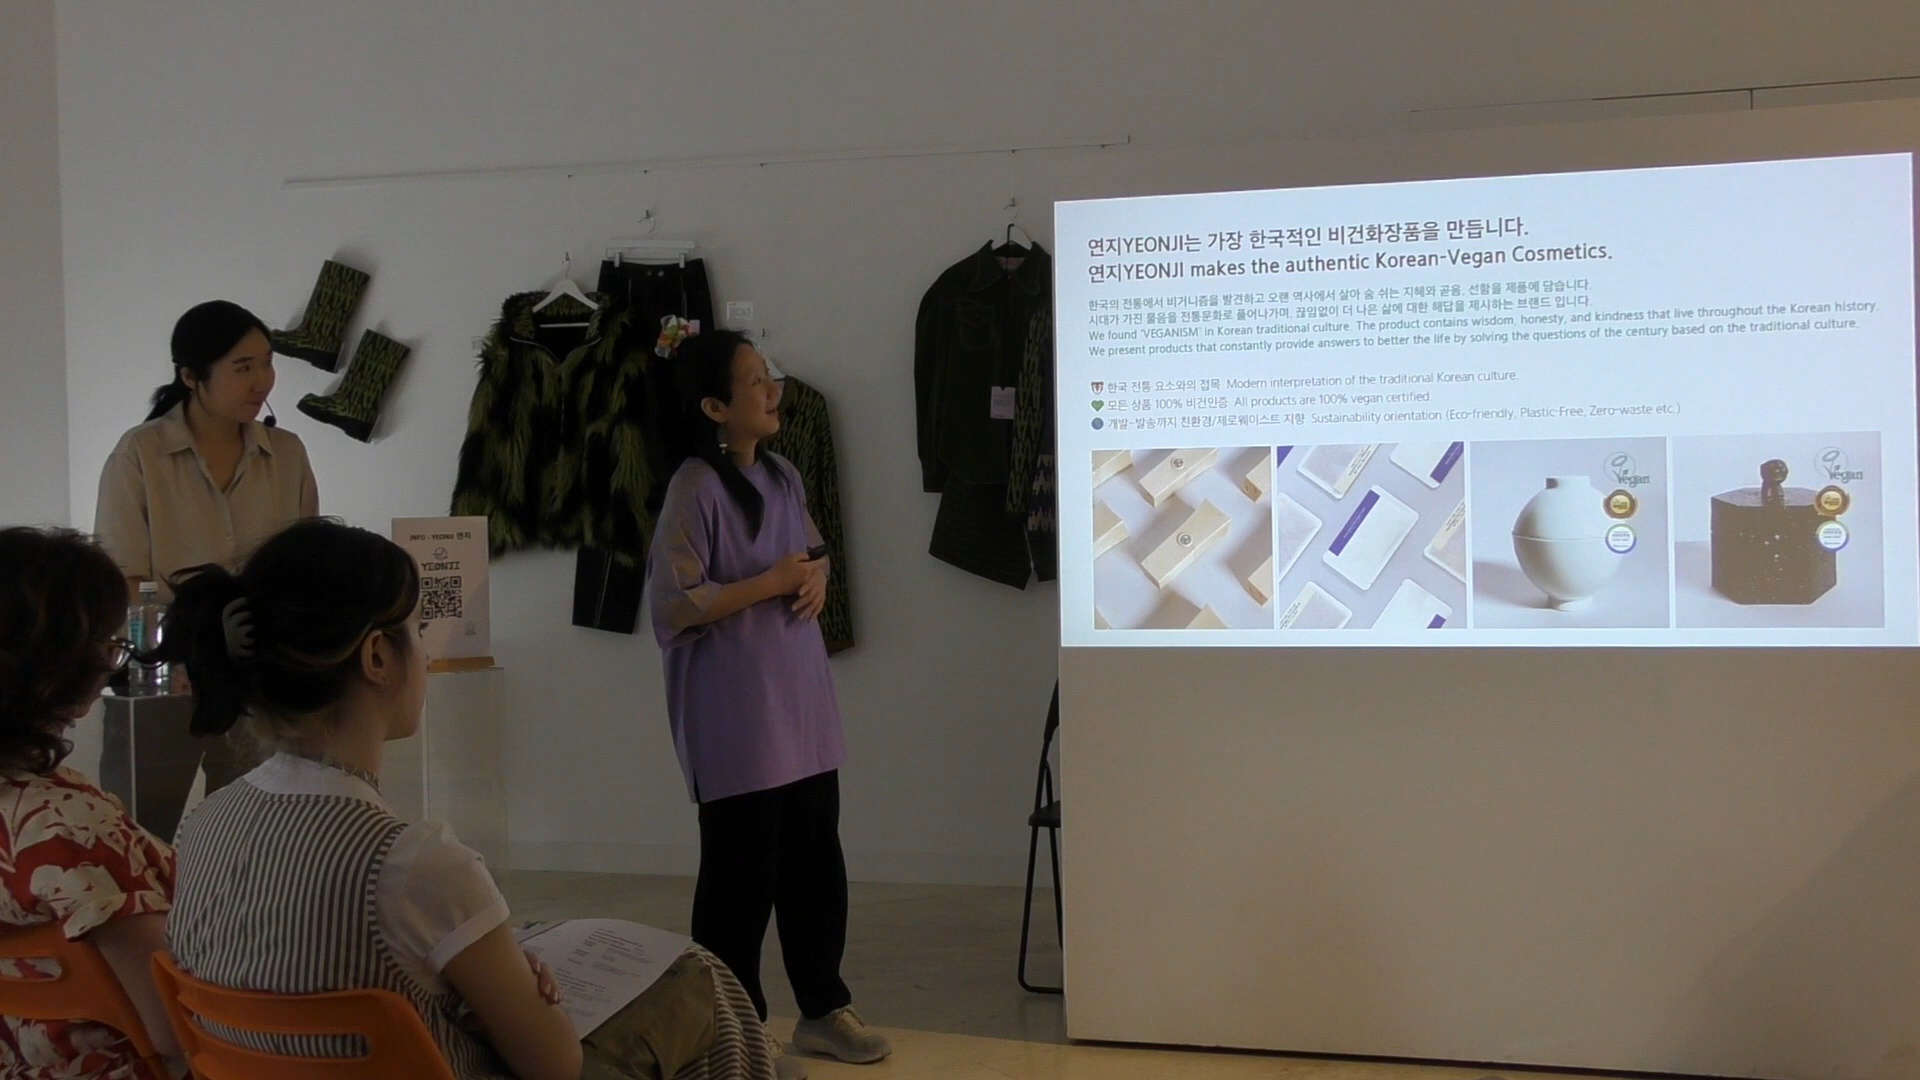 연지YEONJI는 가장 한국적인 비건화장품을 만듭니다.
연지YEONJI makes the authentic Korean-Vegan Cosmetics.
한국의 전통에서 비거니즘을 발견하고 오랜 역사에서 살아 숨 쉬는 지혜와 곧음, 선함을 제품에 담습니다.
시대가 가진 물음을 전통문화로 풀어나가며, 끊임없이 더 나은 삶에 대한 해답을 제시하는 브랜드 입니다.
We found 'VEGANISM' in Korean traditional culture. The product contains wisdom, honesty, and kindness that live throughout the Korean history.
We present products that constantly provide answers to better the life by solving the questions of the century based on the traditional culture.
한국 전통 요소와의 접목 Modern interpretation of the traditional Korean culture.
모든 상품 100% 비건인증 All products are 100% vegan certified.
개발~발송까지 친환경/제로웨이스트 지향 Sustainability orientation (Eco-friendly, Plastic-Free, Zero-waste etc.)
Vegan
Vegan
INFO - YEONJI 연지
YEONJI